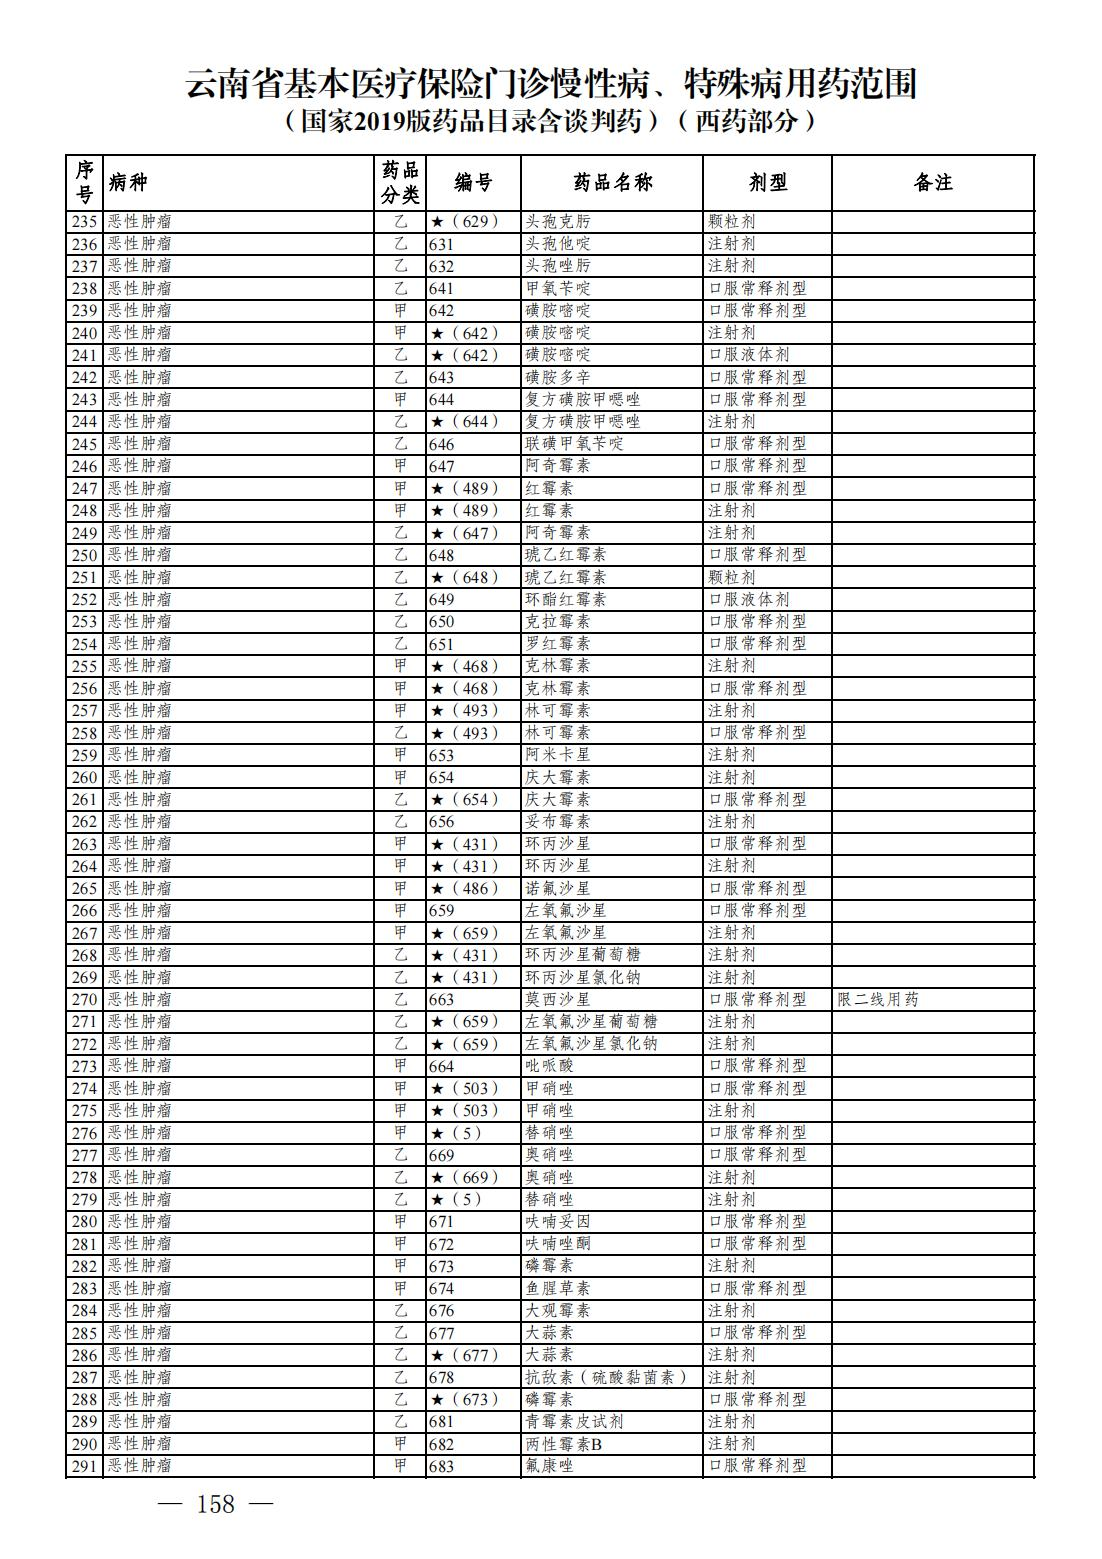 云南省基本医疗保险门诊慢性病、特殊病用药范围
（国家2019版药品目录含谈判药）（西药部分）
序号 病种 药品分类 编号 药品名称 剂型 备注
235 恶性肿瘤 乙 ★（629） 头孢克肟 颗粒剂
236 恶性肿瘤 乙 631 头孢他啶 注射剂
237 恶性肿瘤 乙 632 头孢唑肟 注射剂
238 恶性肿瘤 乙 641 甲氧苄啶 口服常释剂型
239 恶性肿瘤 甲 642 磺胺嘧啶 口服常释剂型
240 恶性肿瘤 甲 ★（642） 磺胺嘧啶 注射剂
241 恶性肿瘤 乙 ★（642） 磺胺嘧啶 口服液体剂
242 恶性肿瘤 乙 643 磺胺多辛 口服常释剂型
243 恶性肿瘤 甲 644 复方磺胺甲噁唑 口服常释剂型
244 恶性肿瘤 乙 ★（644） 复方磺胺甲噁唑 注射剂
245 恶性肿瘤 乙 646 联磺甲氧苄啶 口服常释剂型
246 恶性肿瘤 甲 647 阿奇霉素 口服常释剂型
247 恶性肿瘤 甲 ★（489） 红霉素 口服常释剂型
248 恶性肿瘤 甲 ★（489） 红霉素 注射剂
249 恶性肿瘤 乙 ★（647） 阿奇霉素 注射剂
250 恶性肿瘤 乙 648 琥乙红霉素 口服常释剂型
251 恶性肿瘤 乙 ★（648） 琥乙红霉素 颗粒剂
252 恶性肿瘤 乙 649 环酯红霉素 口服液体剂
253 恶性肿瘤 乙 650 克拉霉素 口服常释剂型
254 恶性肿瘤 乙 651 罗红霉素 口服常释剂型
255 恶性肿瘤 甲 ★（468） 克林霉素 注射剂
256 恶性肿瘤 甲 ★（468） 克林霉素 口服常释剂型
257 恶性肿瘤 甲 ★（493） 林可霉素 注射剂
258 恶性肿瘤 乙 ★（493） 林可霉素 口服常释剂型
259 恶性肿瘤 甲 653 阿米卡星 注射剂
260 恶性肿瘤 甲 654 庆大霉素 注射剂
261 恶性肿瘤 乙 ★（654） 庆大霉素 口服常释剂型
262 恶性肿瘤 乙 656 妥布霉素 注射剂
263 恶性肿瘤 甲 ★（431） 环丙沙星 口服常释剂型
264 恶性肿瘤 甲 ★（431） 环丙沙星 注射剂
265 恶性肿瘤 甲 ★（486） 诺氟沙星 口服常释剂型
266 恶性肿瘤 甲 659 左氧氟沙星 口服常释剂型
267 恶性肿瘤 甲 ★（659） 左氧氟沙星 注射剂
268 恶性肿瘤 乙 ★（431） 环丙沙星葡萄糖 注射剂
269 恶性肿瘤 乙 ★（431） 环丙沙星氯化钠 注射剂
270 恶性肿瘤 乙 663 莫西沙星 口服常释剂型 限二线用药
271 恶性肿瘤 乙 ★（659） 左氧氟沙星葡萄糖 注射剂
272 恶性肿瘤 乙 ★（659） 左氧氟沙星氯化钠 注射剂
273 恶性肿瘤 甲 664 吡哌酸 口服常释剂型
274 恶性肿瘤 甲 ★（503） 甲硝唑 口服常释剂型
275 恶性肿瘤 甲 ★（503） 甲硝唑 注射剂
276 恶性肿瘤 甲 ★（5） 替硝唑 口服常释剂型
277 恶性肿瘤 乙 669 奥硝唑 口服常释剂型
278 恶性肿瘤 乙 ★（669） 奥硝唑 注射剂
279 恶性肿瘤 乙 ★（5） 替硝唑 注射剂
280 恶性肿瘤 甲 671 呋喃妥因 口服常释剂型
281 恶性肿瘤 甲 672 呋喃唑酮 口服常释剂型
282 恶性肿瘤 甲 673 磷霉素 注射剂
283 恶性肿瘤 甲 674 鱼腥草素 口服常释剂型
284 恶性肿瘤 乙 676 大观霉素 注射剂
285 恶性肿瘤 乙 677 大蒜素 口服常释剂型
286 恶性肿瘤 乙 ★（677） 大蒜素 注射剂
287 恶性肿瘤 乙 678 抗敌素（硫酸黏菌素） 注射剂
288 恶性肿瘤 乙 ★（673） 磷霉素 口服常释剂型
289 恶性肿瘤 乙 681 青霉素皮试剂 注射剂
290 恶性肿瘤 甲 682 两性霉素B 注射剂
291 恶性肿瘤 甲 683 氟康唑 口服常释剂型
— 158 —